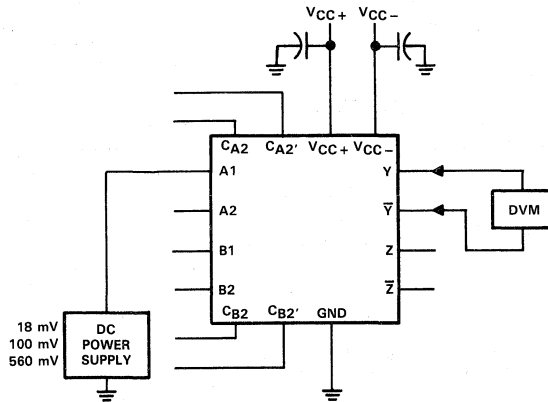 VCC+ VCC−
CA2 CA2' VCC+ VCC−
A1 Y
A2 Y̅
DVM
B1 Z
B2 Z̅
CB2 CB2' GND
18 mV
100 mV
560 mV
DC
POWER
SUPPLY